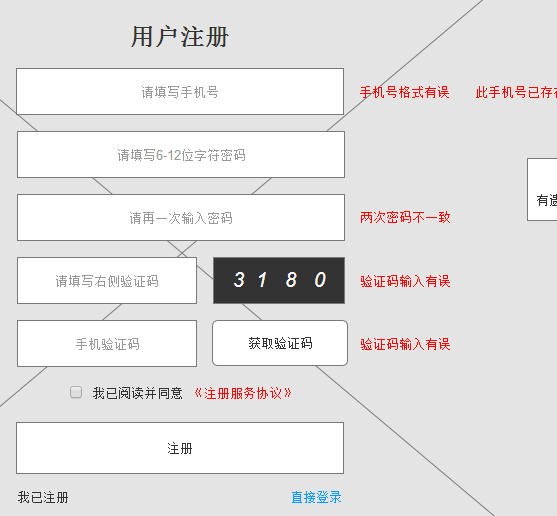 用户注册
请填写手机号
手机号格式有误
此手机号已存
请填写6-12位字符密码
请再一次输入密码
两次密码不一致
有遗
请填写右侧验证码
3 1 8 0
验证码输入有误
手机验证码
获取验证码
验证码输入有误
我已阅读并同意 《注册服务协议》
注册
我已注册
直接登录